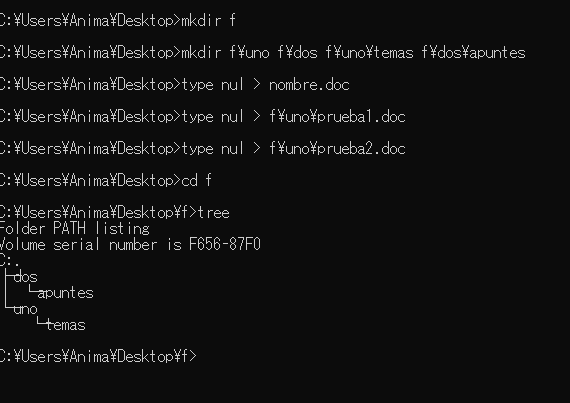 C:¥Users¥Anima¥Desktop>mkdir f
C:¥Users¥Anima¥Desktop>mkdir f¥uno f¥dos f¥uno¥temas f¥dos¥apuntes
C:¥Users¥Anima¥Desktop>type nul > nombre.doc
C:¥Users¥Anima¥Desktop>type nul > f¥uno¥prueba1.doc
C:¥Users¥Anima¥Desktop>type nul > f¥uno¥prueba2.doc
C:¥Users¥Anima¥Desktop>cd f
C:¥Users¥Anima¥Desktop¥f>tree
Folder PATH listing
Volume serial number is F656-87F0
C:.
├─dos
│  └─apuntes
└─uno
    └─temas
C:¥Users¥Anima¥Desktop¥f>